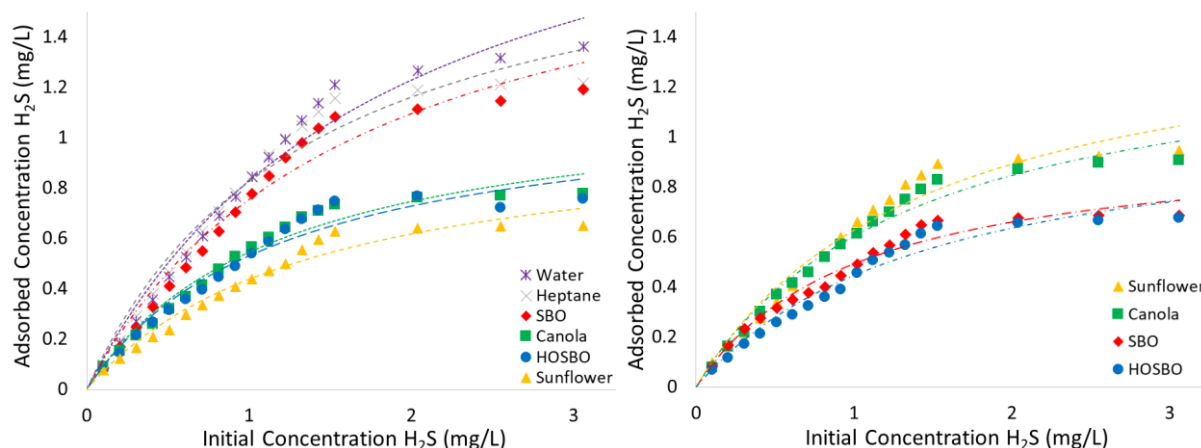 Adsorbed Concentration H₂S (mg/L)
1.4
1.2
1
0.8
0.6
0.4
0.2
0
0
1
2
3
Initial Concentration H₂S (mg/L)
Water
Heptane
SBO
Canola
HOSBO
Sunflower
Adsorbed Concentration H₂S (mg/L)
1.4
1.2
1
0.8
0.6
0.4
0.2
0
0
1
2
3
Initial Concentration H₂S (mg/L)
Sunflower
Canola
SBO
HOSBO